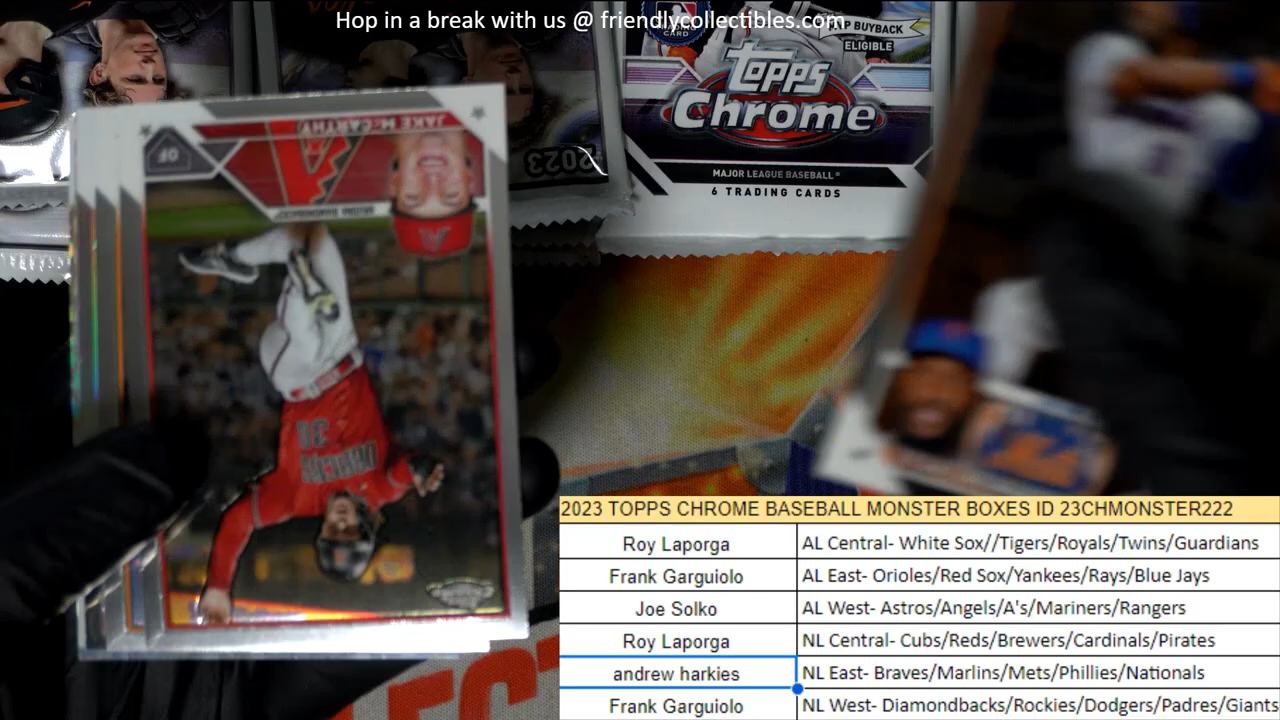 Hop in a break with us @ friendlycollectibles.com
BUYBACK
ELIGIBLE
topps
Chrome
MAJOR LEAGUE BASEBALL
6 TRADING CARDS
2023
JAKE McCARTHY
OF
30
2023 TOPPS CHROME BASEBALL MONSTER BOXES ID 23CHMONSTER222
Roy Laporga AL Central- White Sox//Tigers/Royals/Twins/Guardians
Frank Garguiolo AL East- Orioles/Red Sox/Yankees/Rays/Blue Jays
Joe Solko AL West- Astros/Angels/A's/Mariners/Rangers
Roy Laporga NL Central- Cubs/Reds/Brewers/Cardinals/Pirates
andrew harkies NL East- Braves/Marlins/Mets/Phillies/Nationals
Frank Garguiolo NL West- Diamondbacks/Rockies/Dodgers/Padres/Giants